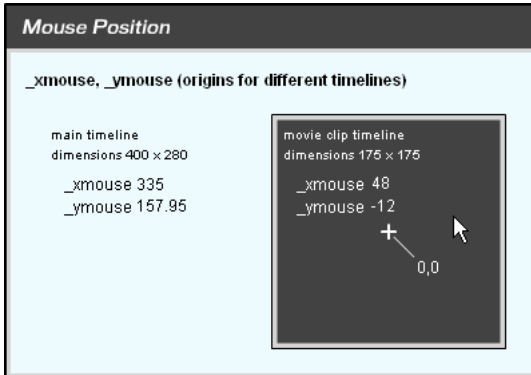 Mouse Position
_xmouse, _ymouse (origins for different timelines)
main timeline
dimensions 400 x 280
_xmouse 335
_ymouse 157.95
movie clip timeline
dimensions 175 x 175
_xmouse 48
_ymouse -12
0,0